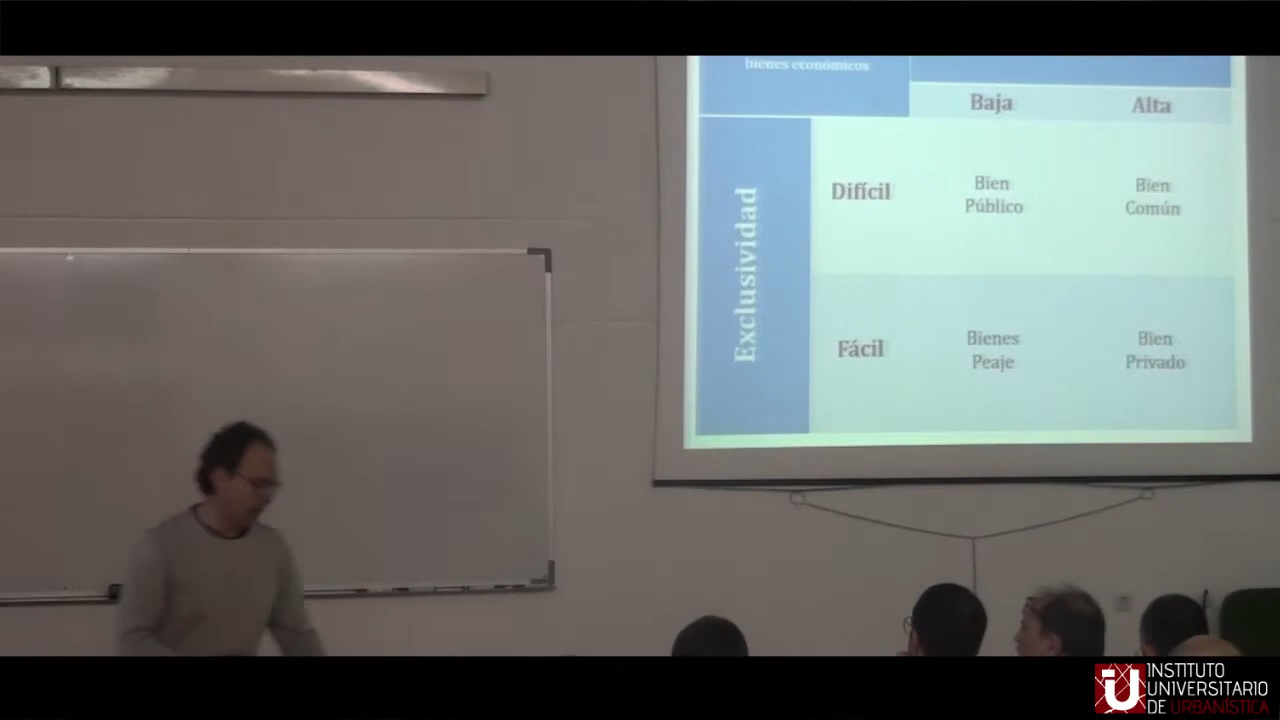 bienes económicos
Baja
Alta
Exclusividad
Difícil
Bien
Público
Bien
Común
Fácil
Bienes
Peaje
Bien
Privado
INSTITUTO
UNIVERSITARIO
DE URBANÍSTICA